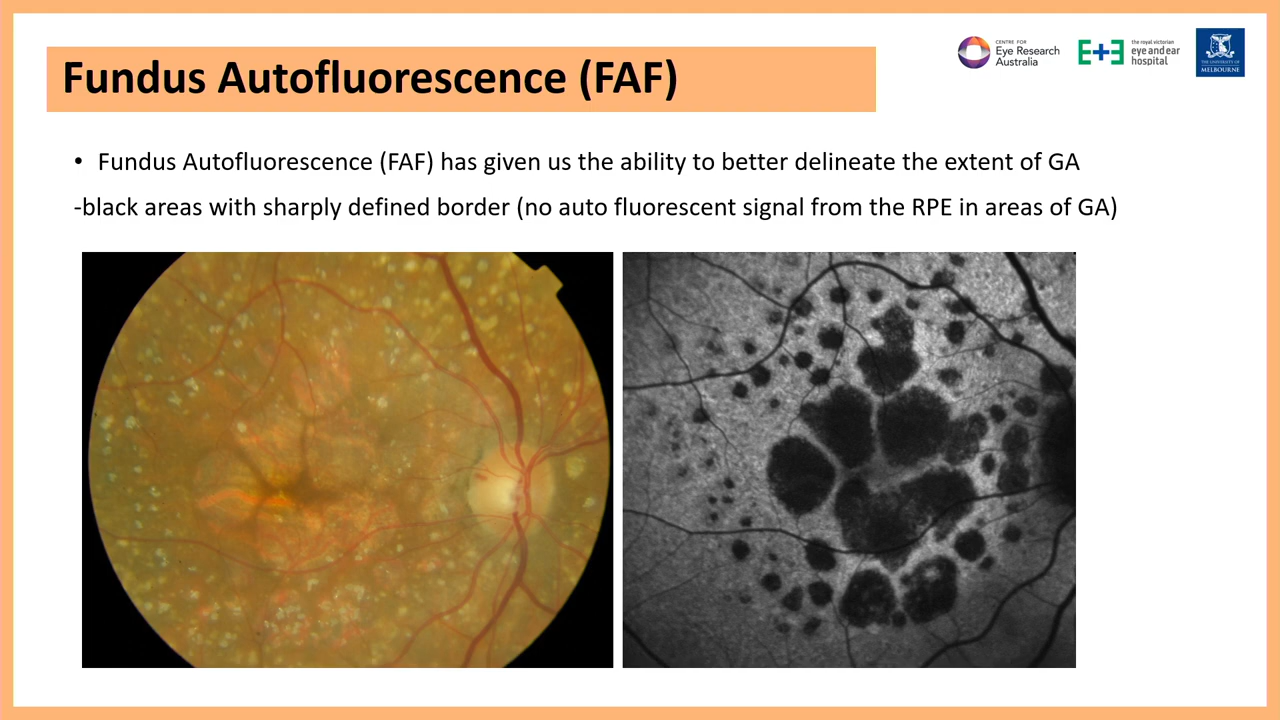 Fundus Autofluorescence (FAF)
CENTRE FOR
Eye Research
Australia
E+E
the royal victorian
eye and ear
hospital
THE UNIVERSITY OF
MELBOURNE
• Fundus Autofluorescence (FAF) has given us the ability to better delineate the extent of GA
-black areas with sharply defined border (no auto fluorescent signal from the RPE in areas of GA)